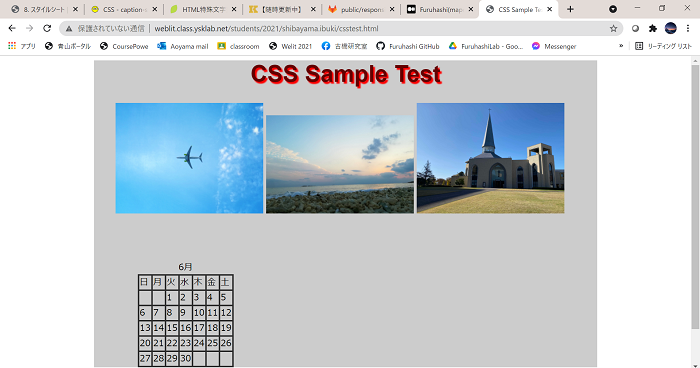 8. スタイルシート
CSS - caption-s
HTML特殊文字
【随時更新中】
public/respon
Furuhashi(map
CSS Sample Te
保護されていない通信
weblit.class.ysklab.net/students/2021/shibayama.ibuki/csstest.html
アプリ
青山ポータル
CoursePowe
Aoyama mail
classroom
Welit 2021
古橋研究室
Furuhashi GitHub
FuruhashiLab - Goo...
Messenger
»
リーディング リスト
CSS Sample Test
6月
日 月 火 水 木 金 土
1 2 3 4 5
6 7 8 9 10 11 12
13 14 15 16 17 18 19
20 21 22 23 24 25 26
27 28 29 30